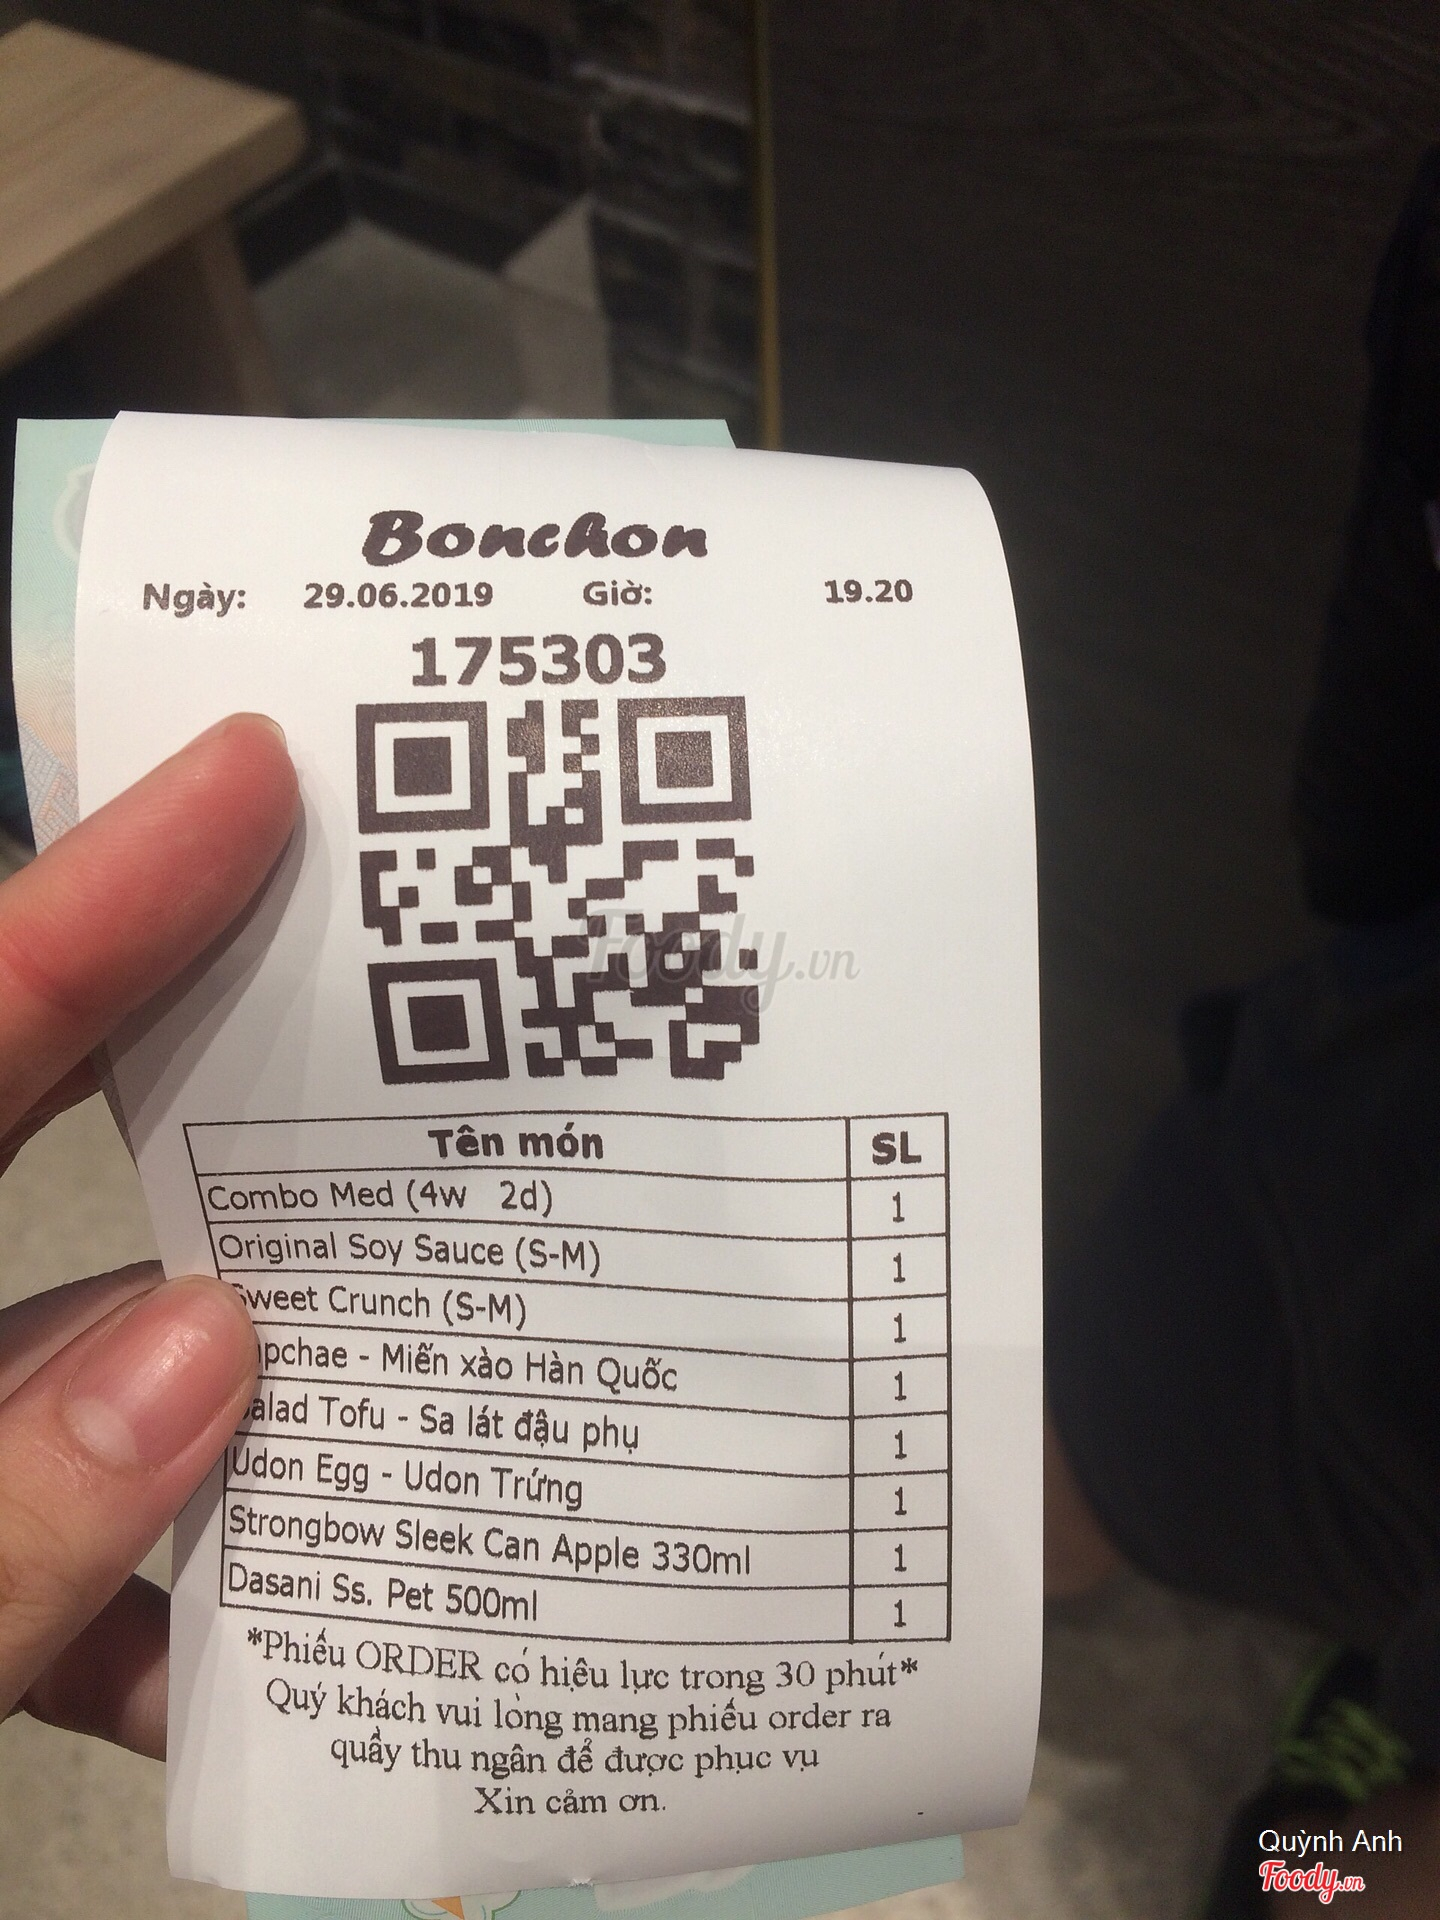 Bonchon
Ngày: 29.06.2019 Giờ: 19.20
175303
Tên món SL
Combo Med (4w 2d) 1
Original Soy Sauce (S-M) 1
Sweet Crunch (S-M) 1
apchae - Miến xào Hàn Quốc 1
Salad Tofu - Sa lát đậu phụ 1
Udon Egg - Udon Trứng 1
Strongbow Sleek Can Apple 330ml 1
Dasani Ss. Pet 500ml 1
*Phiếu ORDER có hiệu lực trong 30 phút*
Quý khách vui lòng mang phiếu order ra
quầy thu ngân để được phục vụ
Xin cảm ơn.
Foody.vn
Quỳnh Anh
Foody.vn